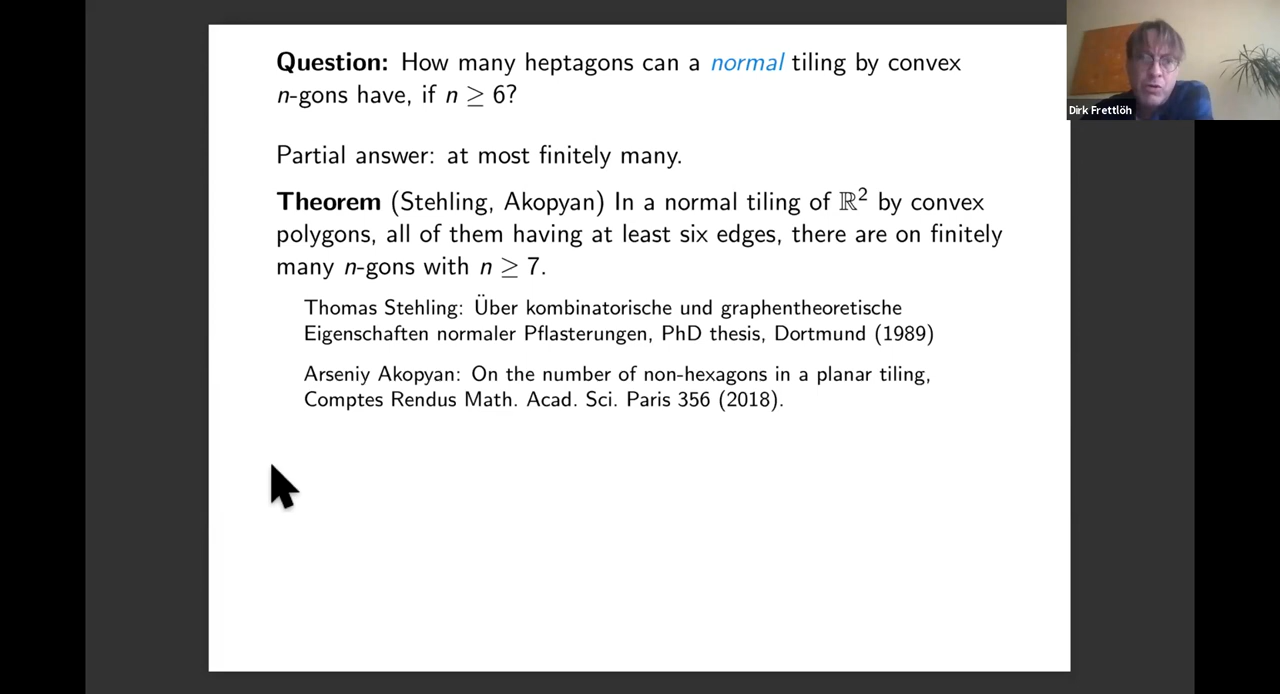 Question: How many heptagons can a normal tiling by convex
n-gons have, if n ≥ 6?
Partial answer: at most finitely many.
Theorem (Stehling, Akopyan) In a normal tiling of ℝ² by convex
polygons, all of them having at least six edges, there are on finitely
many n-gons with n ≥ 7.
Thomas Stehling: Über kombinatorische und graphentheoretische
Eigenschaften normaler Pflasterungen, PhD thesis, Dortmund (1989)
Arseniy Akopyan: On the number of non-hexagons in a planar tiling,
Comptes Rendus Math. Acad. Sci. Paris 356 (2018).
Dirk Frettlöh